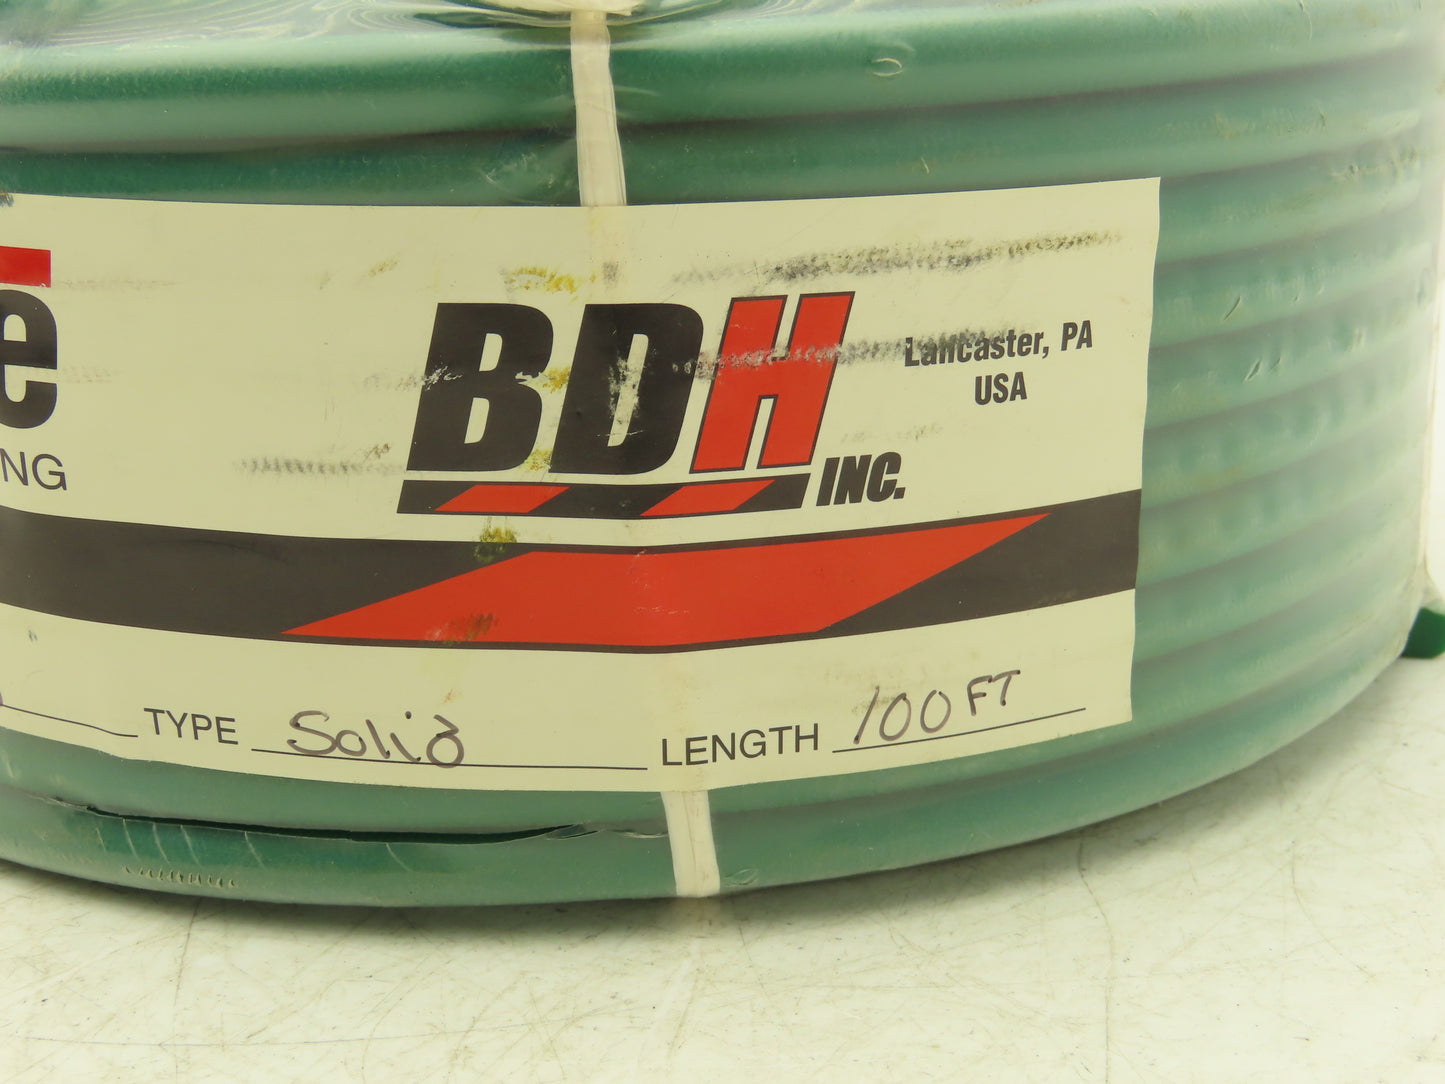 e
NG
BDH INC.
Lancaster, PA
USA
TYPE Solid LENGTH 100 FT